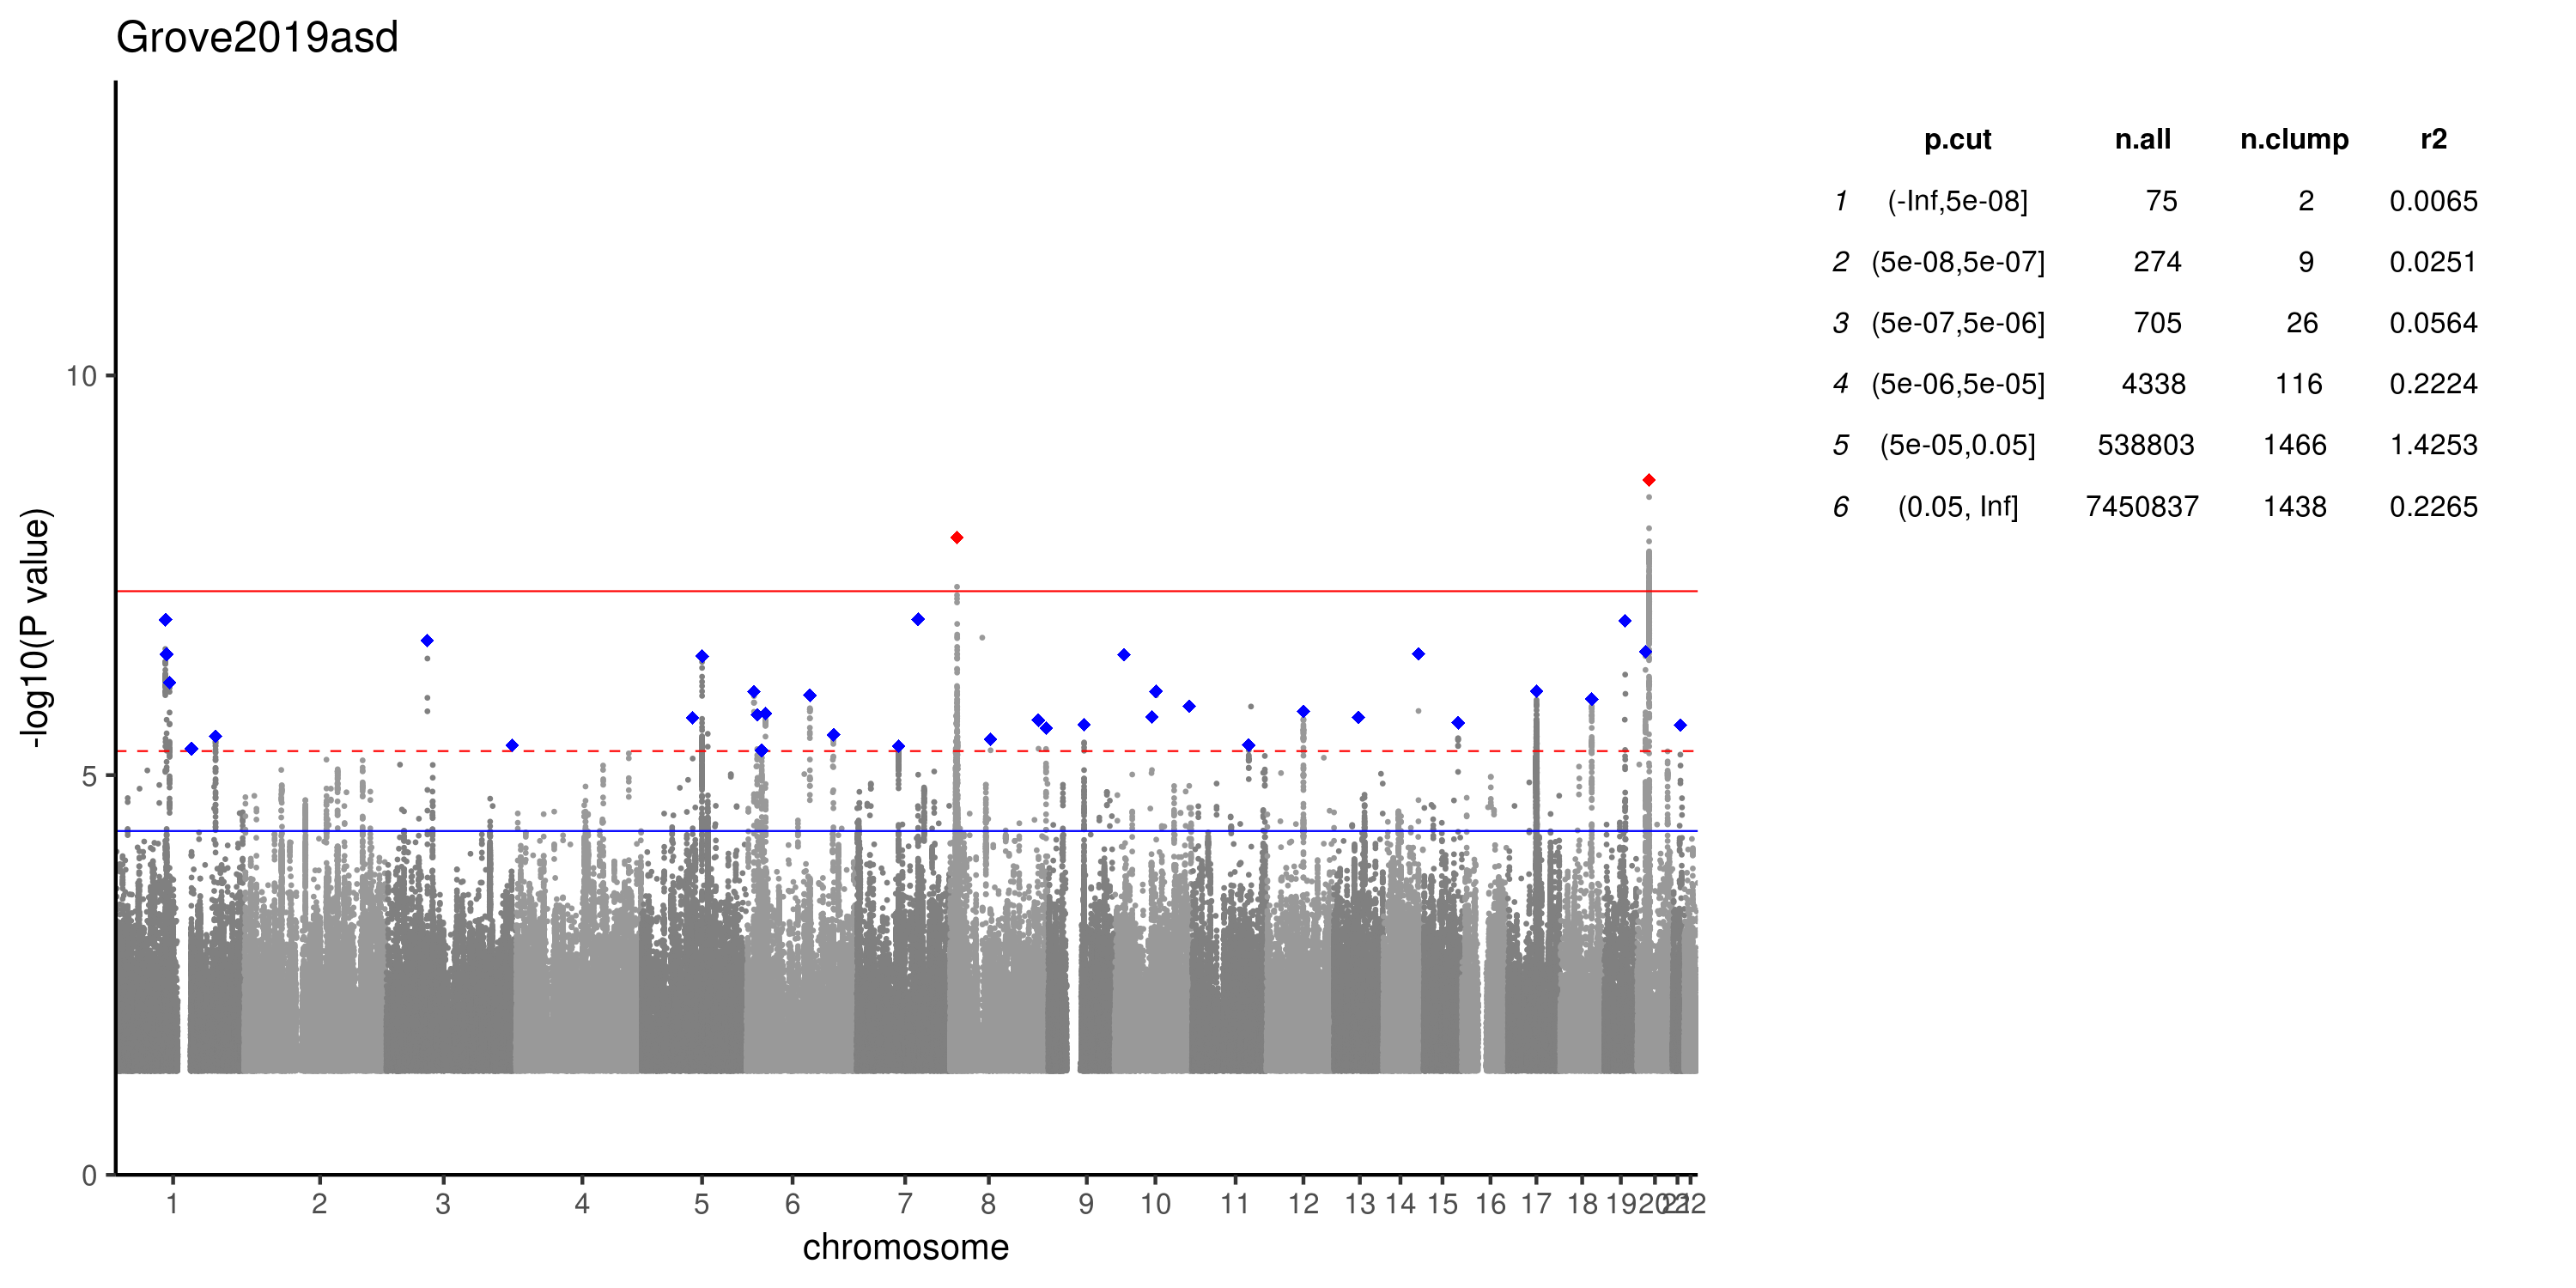 Grove2019asd
p.cut n.all n.clump r2
1 (-Inf,5e-08] 75 2 0.0065
2 (5e-08,5e-07] 274 9 0.0251
3 (5e-07,5e-06] 705 26 0.0564
4 (5e-06,5e-05] 4338 116 0.2224
5 (5e-05,0.05] 538803 1466 1.4253
6 (0.05, Inf] 7450837 1438 0.2265
-log10(P value)
10
5
0
1 2 3 4 5 6 7 8 9 10 11 12 13 14 15 16 17 18 19 20 21 22
chromosome